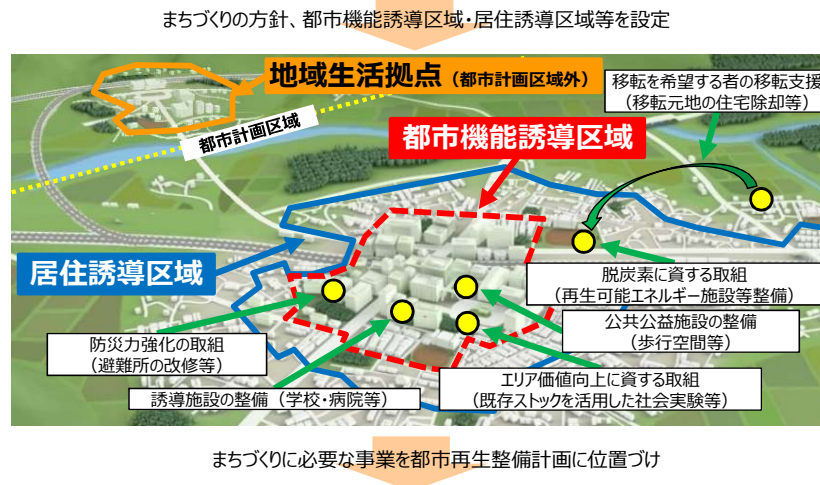 まちづくりの方針、都市機能誘導区域・居住誘導区域等を設定
地域生活拠点（都市計画区域外）
移転を希望する者の移転支援
（移転元地の住宅除却等）
都市計画区域
都市機能誘導区域
居住誘導区域
脱炭素に資する取組
（再生可能エネルギー施設等整備）
公共公益施設の整備
（歩行空間等）
防災力強化の取組
（避難所の改修等）
エリア価値向上に資する取組
（既存ストックを活用した社会実験等）
誘導施設の整備（学校・病院等）
まちづくりに必要な事業を都市再生整備計画に位置づけ